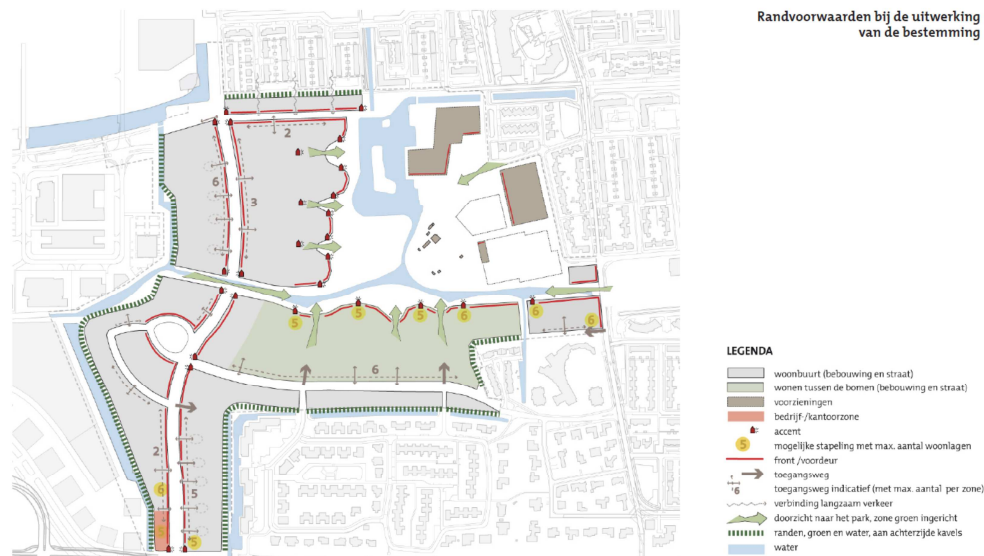 Randvoorwaarden bij de uitwerking
van de bestemming
2
6
3
5
5
5
6
6
6
6
2
5
6
5
5
LEGENDA
woonbuurt (bebouwing en straat)
wonen tussen de bomen (bebouwing en straat)
voorzieningen
bedrijf-/kantoorzone
accent
5 mogelijke stapeling met max. aantal woonlagen
front /voordeur
toegangsweg
6 toegangsweg indicatief (met max. aantal per zone)
verbinding langzaam verkeer
doorzicht naar het park, zone groen ingericht
randen, groen en water, aan achterzijde kavels
water